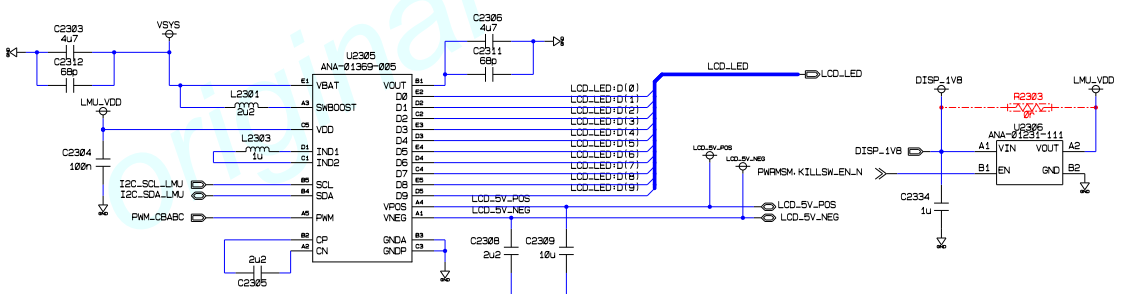 C2303
4u7
C2312
68p
VSYS
C2306
4u7
C2311
68p
U2305
ANA-01369-005
LCD_LED
LCD_LED
DISP_1V8
LMU_VDD
R2303
0R
U2306
ANA-01231-111
E1 VBAT
VOUT B1
L2301
2u2
A3 SWBOOST
LMU_VDD
C5 VDD
L2303
1u
D1 IND1
C1 IND2
C2304
100n
I2C_SCL_LMU
B5 SCL
I2C_SDA_LMU
B4 SDA
PWM_CBABC
A5 PWM
B2 CP
A2 CN
2u2
C2305
D0 E2 LCD_LED:D(0)
D1 D2 LCD_LED:D(1)
D2 C2 LCD_LED:D(2)
D3 E3 LCD_LED:D(3)
D4 D3 LCD_LED:D(4)
D5 E4 LCD_LED:D(5)
D6 D4 LCD_LED:D(6)
D7 C4 LCD_LED:D(7)
D8 E5 LCD_LED:D(8)
D9 D5 LCD_LED:D(9)
VPOS A4 LCD_5V_POS
VNEG A1 LCD_5V_NEG
GNDA B3
GNDP C3
LCD_5V_POS
LCD_5V_NEG
LCD_5V_POS
LCD_5V_NEG
C2308
2u2
C2309
10u
DISP_1V8
A1 VIN VOUT A2
PWRMSM.KILLSW_EN_N
B1 EN GND B2
C2334
1u
original